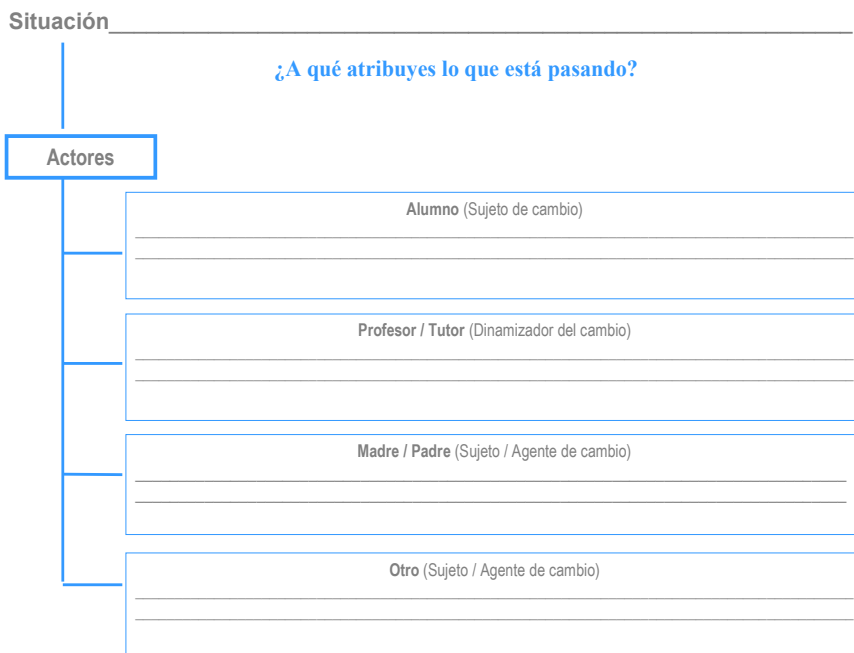 Situación
¿A qué atribuyes lo que está pasando?
Actores
Alumno (Sujeto de cambio)
Profesor / Tutor (Dinamizador del cambio)
Madre / Padre (Sujeto / Agente de cambio)
Otro (Sujeto / Agente de cambio)